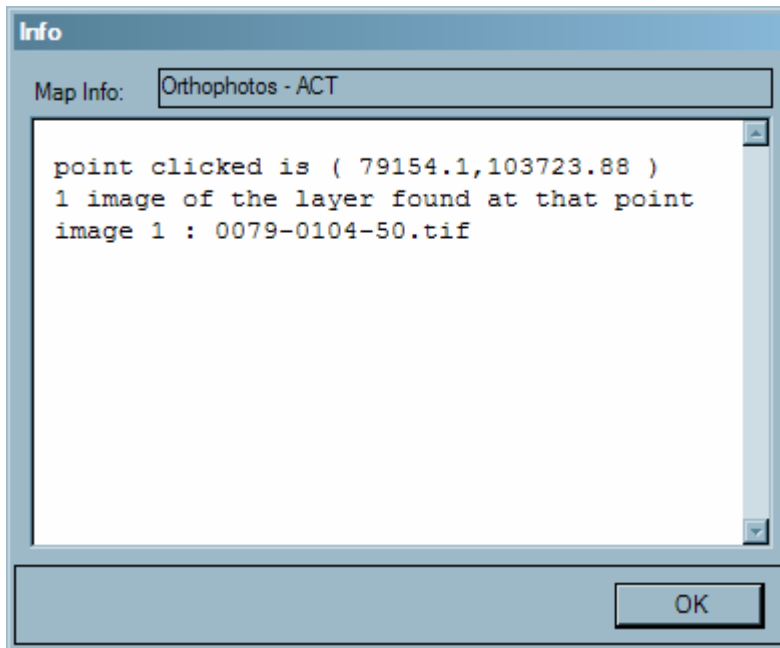 Info
Map Info: Orthophotos - ACT
point clicked is ( 79154.1,103723.88 )
1 image of the layer found at that point
image 1 : 0079-0104-50.tif
OK